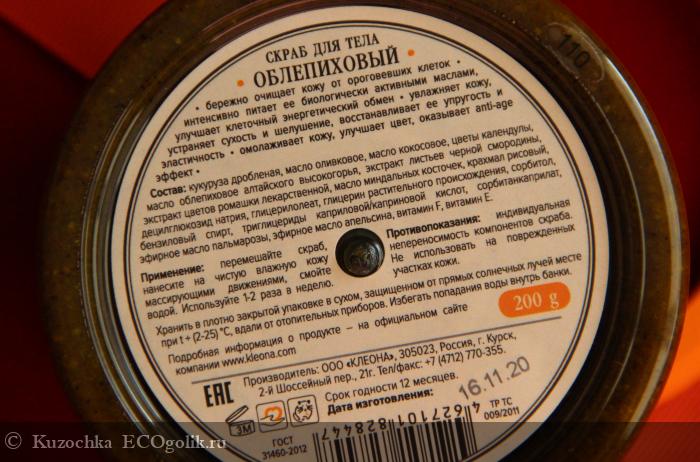 СКРАБ ДЛЯ ТЕЛА
• ОБЛЕПИХОВЫЙ •
• бережно очищает кожу от ороговевших клеток •
интенсивно питает ее биологически активными маслами,
улучшает клеточный энергетический обмен • увлажняет кожу,
устраняет сухость и шелушение, восстанавливает ее упругость и
эластичность • омолаживает кожу, улучшает цвет, оказывает anti-age
эффект •
Состав: кукуруза дробленая, масло оливковое, масло кокосовое, цветы календулы,
масло облепиховое алтайского высокогорья, экстракт листьев черной смородины,
экстракт цветов ромашки лекарственной, масло миндальных косточек, крахмал рисовый,
децилглюкозид натрия, глицерилолеат, глицерин растительного происхождения, сорбитол,
бензиловый спирт, триглицериды каприловой/каприновой кислот, сорбитанкаприлат,
эфирное масло пальмарозы, эфирное масло апельсина, витамин F, витамин Е.
Применение: перемешайте скраб,
нанесите на чистую влажную кожу
массирующими движениями, смойте
водой. Используйте 1-2 раза в неделю.
Противопоказания: индивидуальная
непереносимость компонентов скраба.
Не использовать на поврежденных
участках кожи.
Хранить в плотно закрытой упаковке в сухом, защищенном от прямых солнечных лучей месте
при t + (2-25) °С, вдали от отопительных приборов. Избегать попадания воды внутрь банки.
Подробная информация о продукте – на официальном сайте
компании www.kleona.com
200 g
Производитель: ООО «КЛЕОНА», 305023, Россия, г. Курск,
2-й Шоссейный пер., 21г. Тел/факс: +7 (4712) 770-355.
EAC
Срок годности 12 месяцев.
Дата изготовления:
16.11.20
3М
ГОСТ
31460-2012
4 627101 828447
ТР ТС
009/2011
110
© Kuzochka ECOgolik.ru